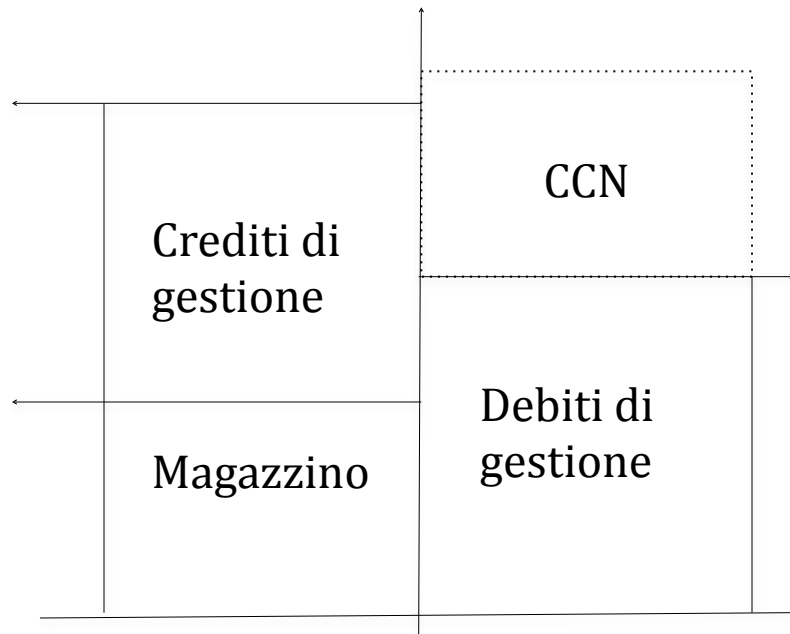 CCN
Crediti di
gestione
Debiti di
gestione
Magazzino